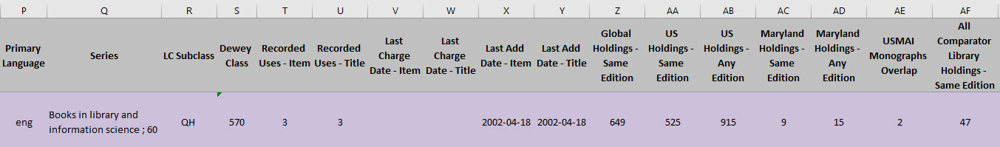 P Q R S T U V W X Y Z AA AB AC AD AE AF
Primary Language Series LC Subclass Dewey Class Recorded Uses - Item Recorded Uses - Title Last Charge Date - Item Last Charge Date - Title Last Add Date - Item Last Add Date - Title Global Holdings - Same Edition US Holdings - Same Edition US Holdings - Any Edition Maryland Holdings - Same Edition Maryland Holdings - Any Edition USMAI Monographs Overlap All Comparator Library Holdings - Same Edition
eng Books in library and information science ; 60 QH 570 3 3 2002-04-18 2002-04-18 649 525 915 9 15 2 47